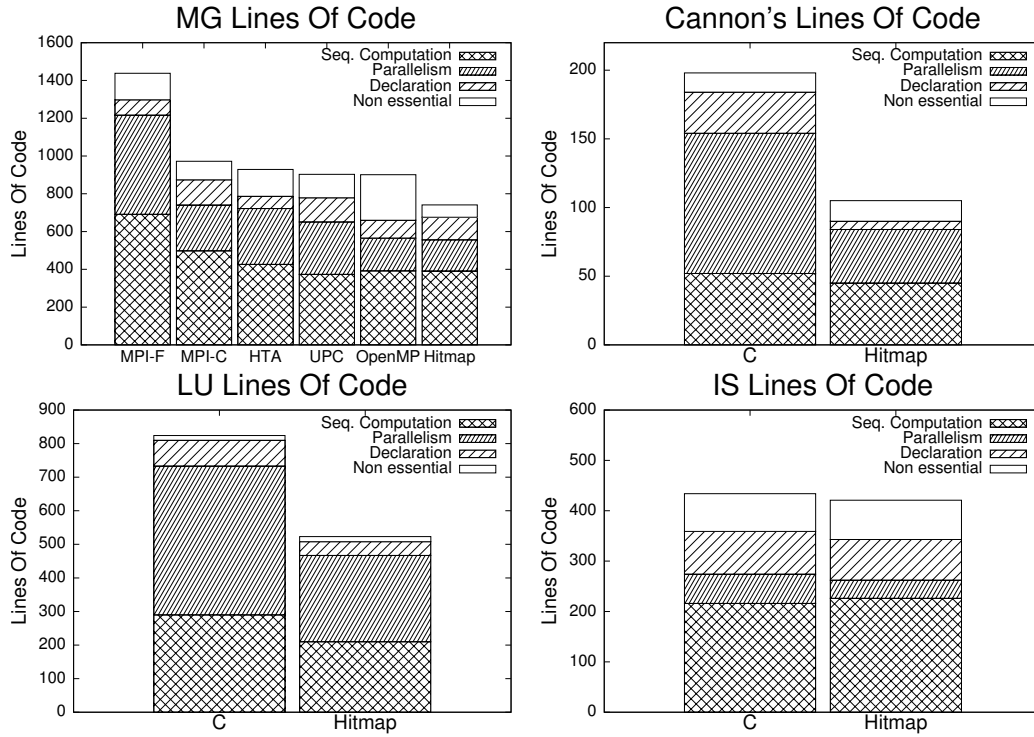 MG Lines Of Code
1600
1400
1200
1000
800
600
400
200
0
Lines Of Code
Seq. Computation
Parallelism
Declaration
Non essential
MPI-F MPI-C HTA UPC OpenMP Hitmap
Cannon's Lines Of Code
200
150
100
50
0
Lines Of Code
Seq. Computation
Parallelism
Declaration
Non essential
C Hitmap
LU Lines Of Code
900
800
700
600
500
400
300
200
100
0
Lines Of Code
Seq. Computation
Parallelism
Declaration
Non essential
C Hitmap
IS Lines Of Code
600
500
400
300
200
100
0
Lines Of Code
Seq. Computation
Parallelism
Declaration
Non essential
C Hitmap